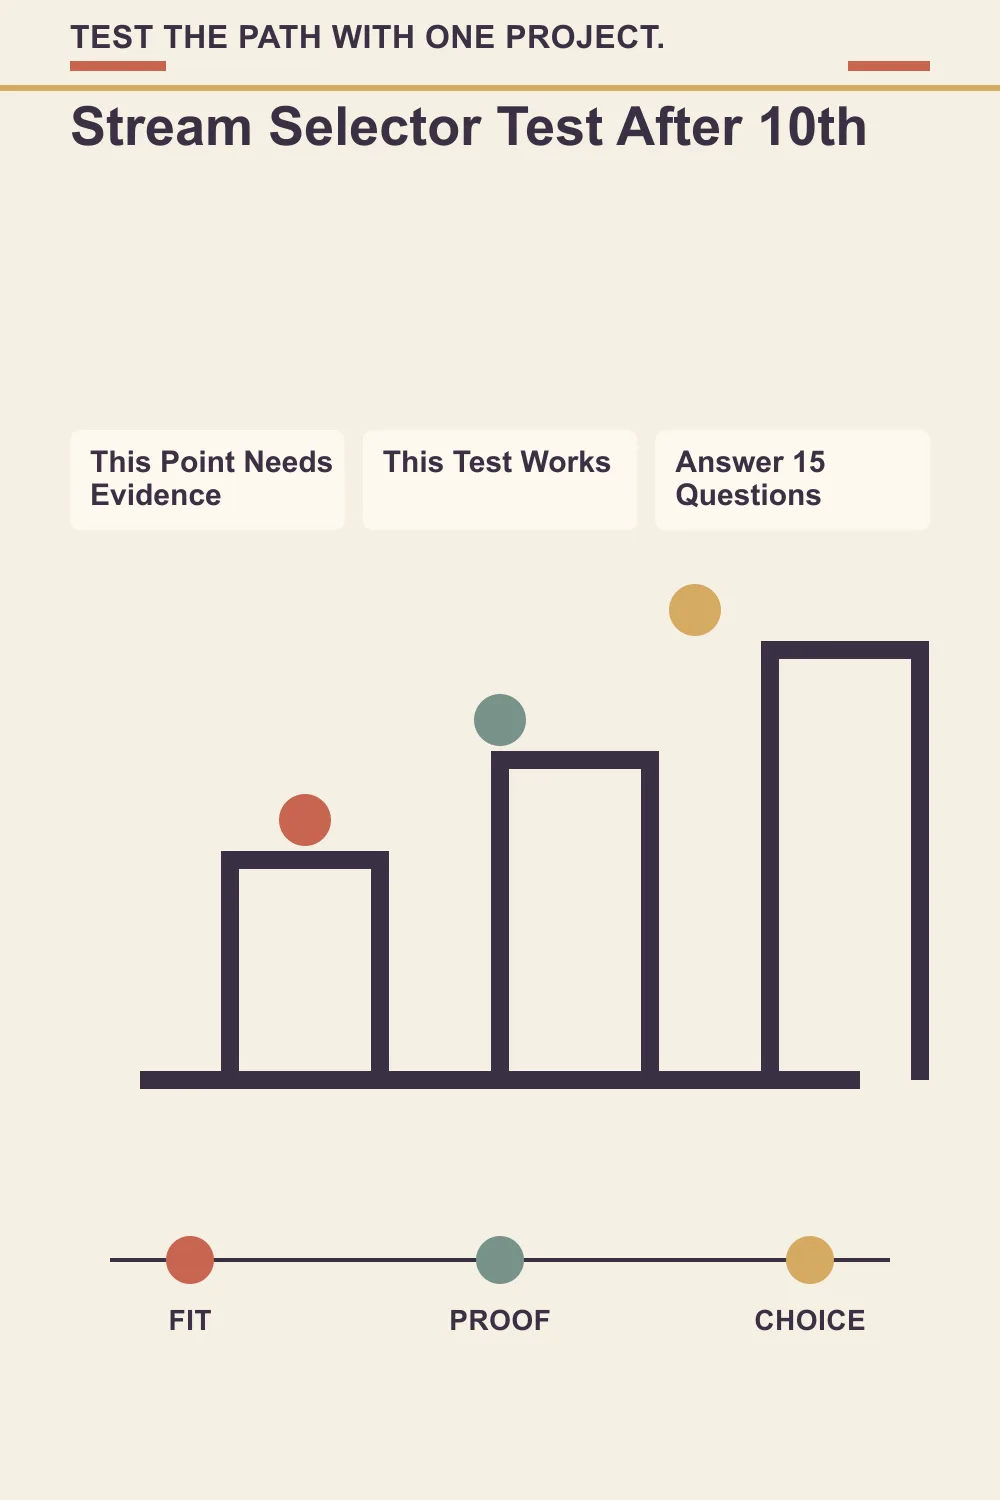 TEST THE PATH WITH ONE PROJECT.
Stream Selector Test After 10th
This Point Needs
Evidence
This Test Works
Answer 15
Questions
FIT
PROOF
CHOICE